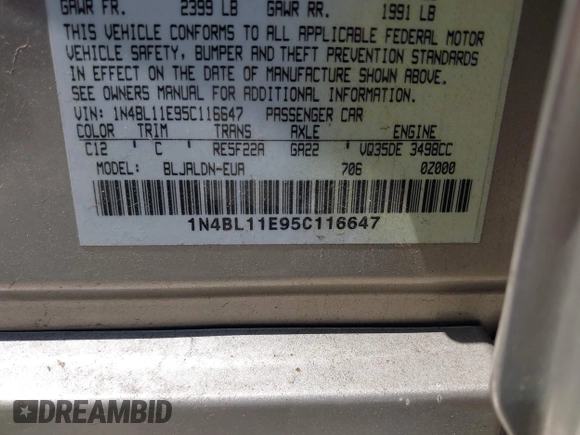 GAWR FR. 2399 LB GAWR RR. 1991 LB
THIS VEHICLE CONFORMS TO ALL APPLICABLE FEDERAL MOTOR
VEHICLE SAFETY, BUMPER AND THEFT PREVENTION STANDARDS
IN EFFECT ON THE DATE OF MANUFACTURE SHOWN ABOVE.
SEE OWNERS MANUAL FOR ADDITIONAL INFORMATION.
VIN: 1N4BL11E95C116647 PASSENGER CAR
COLOR TRIM TRANS AXLE ENGINE
C12 C RE5F22A GA22 VQ35DE 3498CC
MODEL: BLJALDN-EUA 706 0Z000
1N4BL11E95C116647
DREAMBID